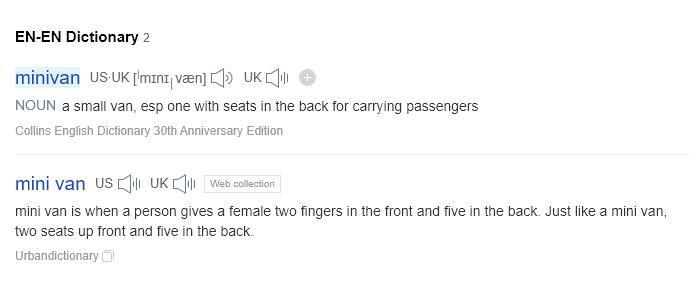 EN-EN Dictionary 2
minivan US·UK [ˈmɪnɪˌvæn] UK
NOUN a small van, esp one with seats in the back for carrying passengers
Collins English Dictionary 30th Anniversary Edition
mini van US UK Web collection
mini van is when a person gives a female two fingers in the front and five in the back. Just like a mini van,
two seats up front and five in the back.
Urbandictionary